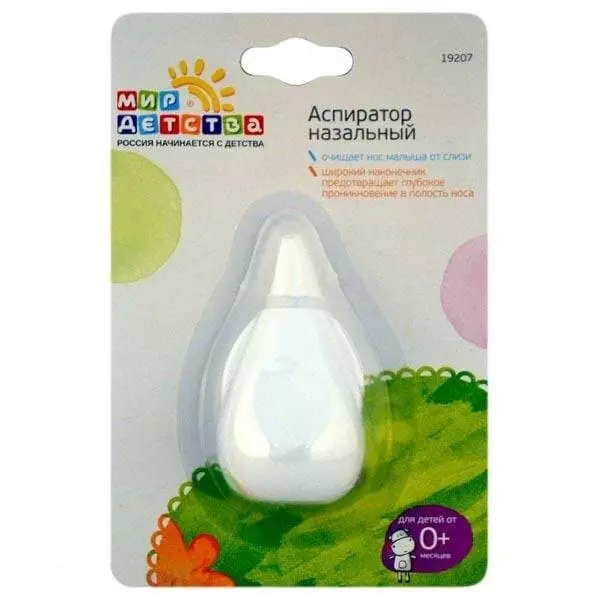 19207
МИР ®
ДЕТСТВА
РОССИЯ НАЧИНАЕТСЯ С ДЕТСТВА
Аспиратор
назальный
очищает нос малыша от слизи
широкий наконечник
предотвращает глубокое
проникновение в полость носа
для детей от
0+
месяцев